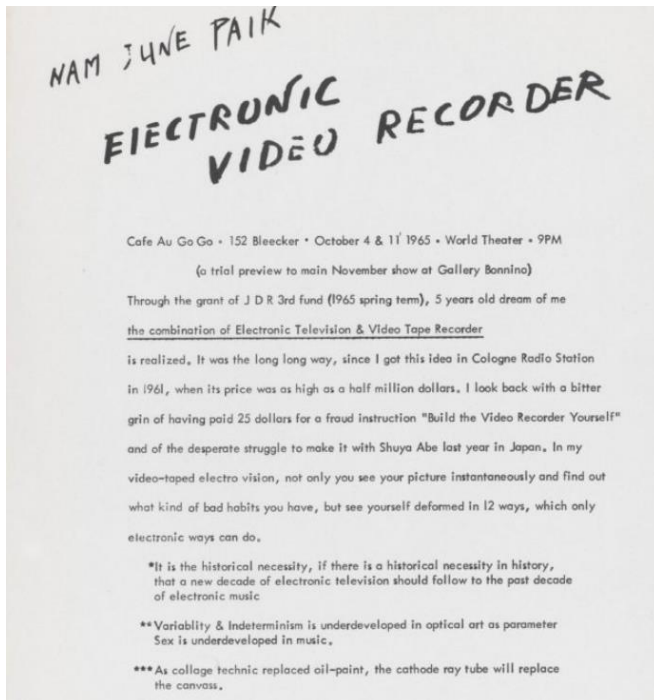 NAM JUNE PAIK
ElECTRONIC
VIDEO RECORDER
Cafe Au Go Go • 152 Bleecker • October 4 & 11 1965 • World Theater • 9PM
(a trial preview to main November show at Gallery Bonnino)
Through the grant of J D R 3rd fund (1965 spring term), 5 years old dream of me
the combination of Electronic Television & Video Tape Recorder
is realized. It was the long long way, since I got this idea in Cologne Radio Station
in 1961, when its price was as high as a half million dollars. I look back with a bitter
grin of having paid 25 dollars for a fraud instruction "Build the Video Recorder Yourself"
and of the desperate struggle to make it with Shuya Abe last year in Japan. In my
video-taped electro vision, not only you see your picture instantaneously and find out
what kind of bad habits you have, but see yourself deformed in 12 ways, which only
electronic ways can do.
*It is the historical necessity, if there is a historical necessity in history,
that a new decade of electronic television should follow to the past decade
of electronic music
**Variablity & Indeterminism is underdeveloped in optical art as parameter
Sex is underdeveloped in music.
***As collage technic replaced oil-paint, the cathode ray tube will replace
the canvass.